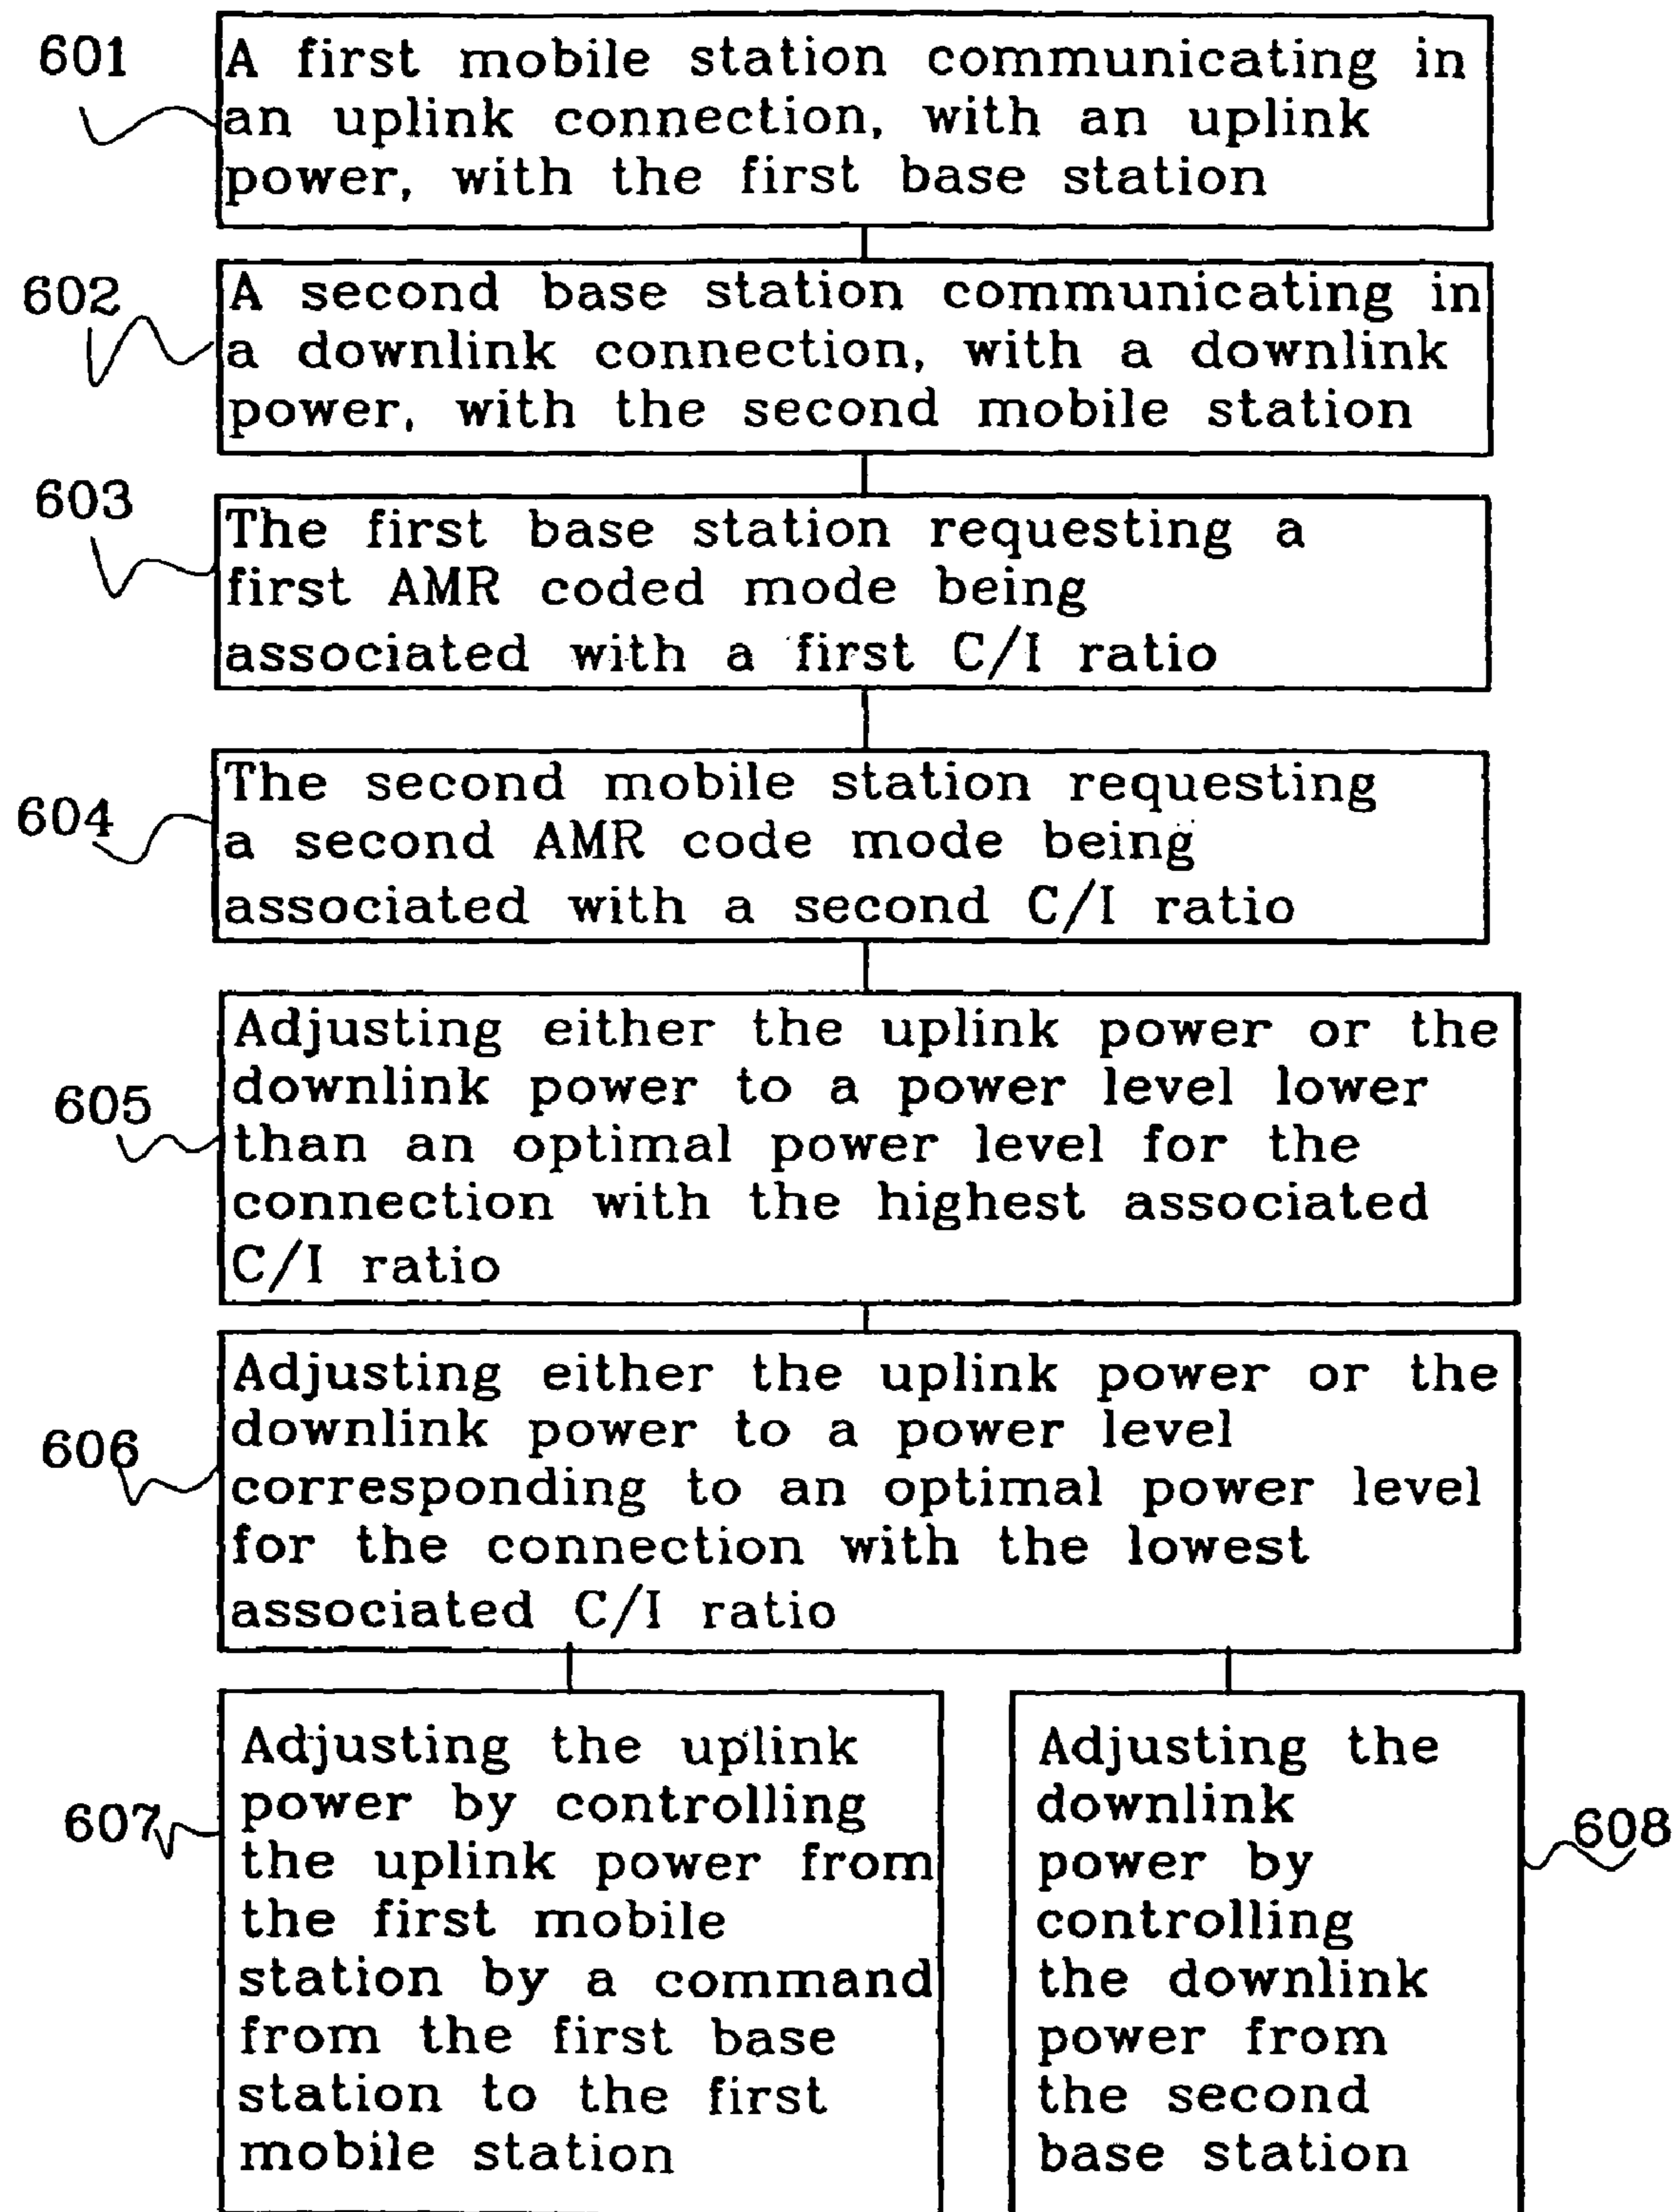 601
A first mobile station communicating in
an uplink connection, with an uplink
power, with the first base station
602
A second base station communicating in
a downlink connection, with a downlink
power, with the second mobile station
603
The first base station requesting a
first AMR coded mode being
associated with a first C/I ratio
604
The second mobile station requesting
a second AMR code mode being
associated with a second C/I ratio
605
Adjusting either the uplink power or the
downlink power to a power level lower
than an optimal power level for the
connection with the highest associated
C/I ratio
606
Adjusting either the uplink power or the
downlink power to a power level
corresponding to an optimal power level
for the connection with the lowest
associated C/I ratio
607
Adjusting the uplink
power by controlling
the uplink power from
the first mobile
station by a command
from the first base
station to the first
mobile station
608
Adjusting the
downlink
power by
controlling
the downlink
power from
the second
base station